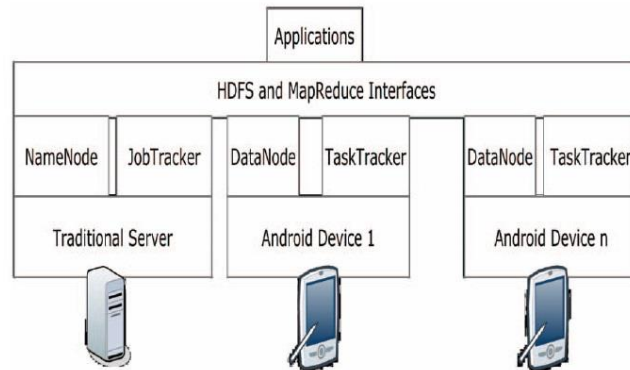 Applications
HDFS and MapReduce Interfaces
NameNode JobTracker DataNode TaskTracker DataNode TaskTracker
Traditional Server Android Device 1 Android Device n